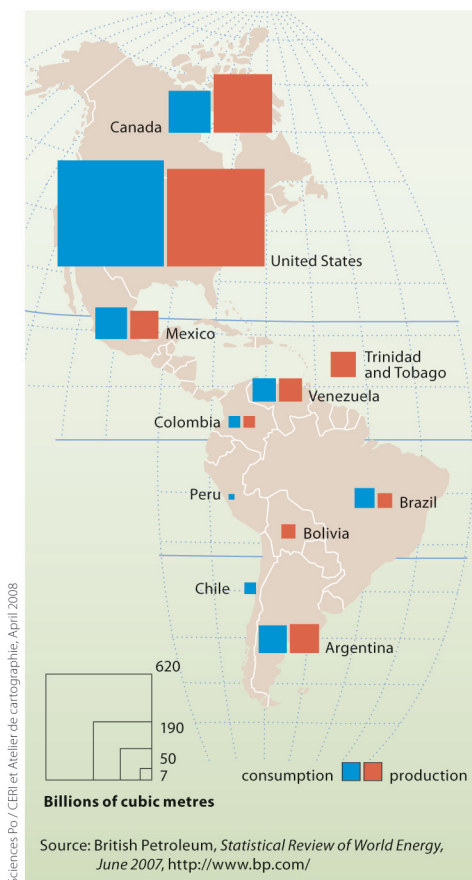 Canada
United States
Mexico
Trinidad
and Tobago
Venezuela
Colombia
Peru
Brazil
Bolivia
Chile
Argentina
620
190
50
7
Billions of cubic metres
consumption production
Source: British Petroleum, Statistical Review of World Energy,
June 2007, http://www.bp.com/
Sciences Po / CERI et Atelier de cartographie, April 2008